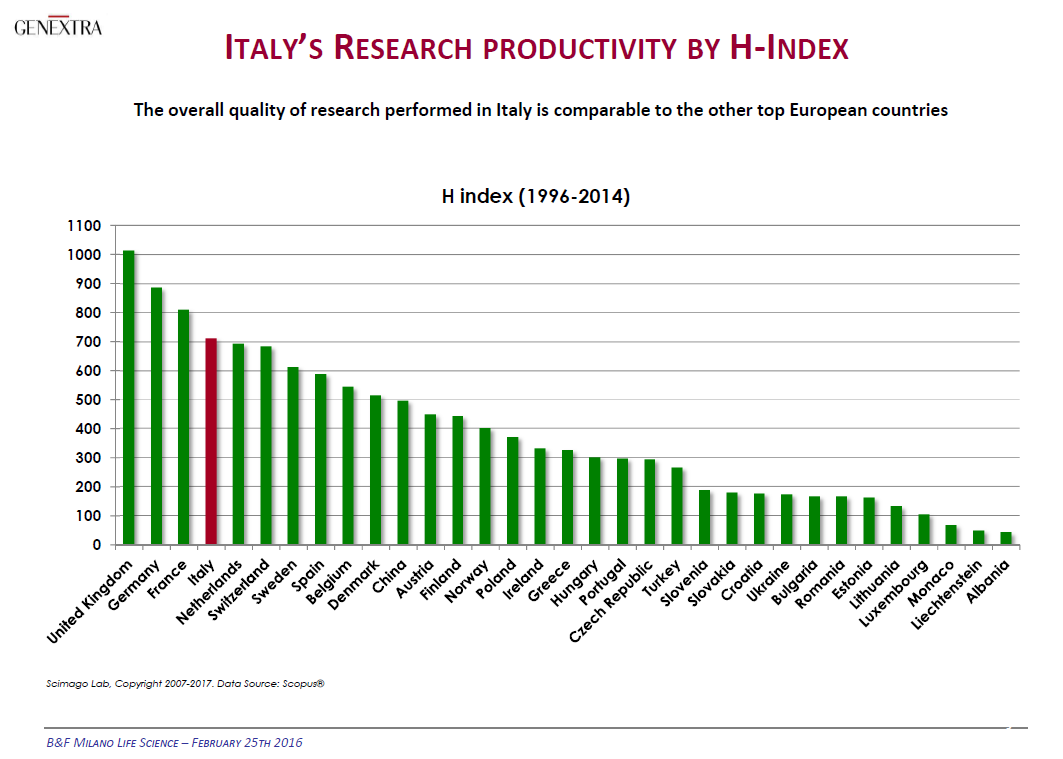 GENEXTRA
ITALY'S RESEARCH PRODUCTIVITY BY H-INDEX
The overall quality of research performed in Italy is comparable to the other top European countries
H index (1996-2014)
1100
1000
900
800
700
600
500
400
300
200
100
0
United Kingdom
Germany
France
Italy
Netherlands
Switzerland
Sweden
Spain
Belgium
Denmark
China
Austria
Finland
Norway
Poland
Ireland
Greece
Hungary
Portugal
Czech Republic
Turkey
Slovenia
Slovakia
Croatia
Ukraine
Bulgaria
Romania
Estonia
Lithuania
Luxembourg
Monaco
Liechtenstein
Albania
Scimago Lab, Copyright 2007-2017. Data Source: Scopus®
B&F MILANO LIFE SCIENCE – FEBRUARY 25TH 2016